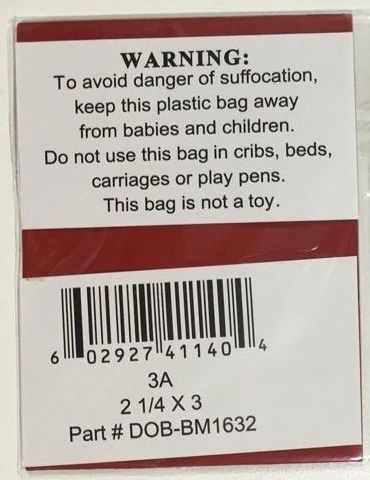 WARNING:
To avoid danger of suffocation,
keep this plastic bag away
from babies and children.
Do not use this bag in cribs, beds,
carriages or play pens.
This bag is not a toy.
6 02927 41140 4
3A
2 1/4 X 3
Part # DOB-BM1632